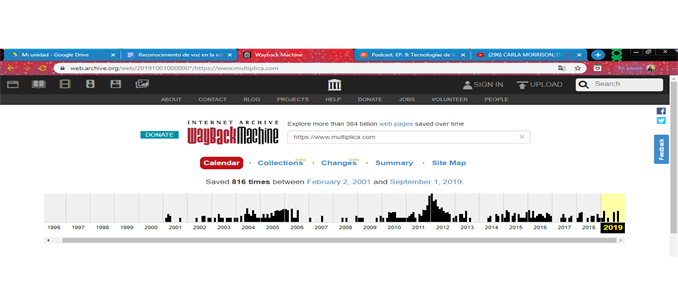 Mi unidad - Google Drive
Reconocimiento de voz en la e
Wayback Machine
Podcast. EP. 9: Tecnologías de V
(296) CARLA MORRISON; D
web.archive.org/web/20191001000000*/https://www.multiplica.com
SIGN IN
UPLOAD
Search
ABOUT CONTACT BLOG PROJECTS HELP DONATE JOBS VOLUNTEER PEOPLE
INTERNET ARCHIVE
DONATE
WayBackMachine
Explore more than 384 billion web pages saved over time
https://www.multiplica.com
Feedback
Calendar · Collections · Changes · Summary · Site Map
Saved 816 times between February 2, 2001 and September 1, 2019.
1996 1997 1998 1999 2000 2001 2002 2003 2004 2005 2006 2007 2008 2009 2010 2011 2012 2013 2014 2015 2016 2017 2018 2019